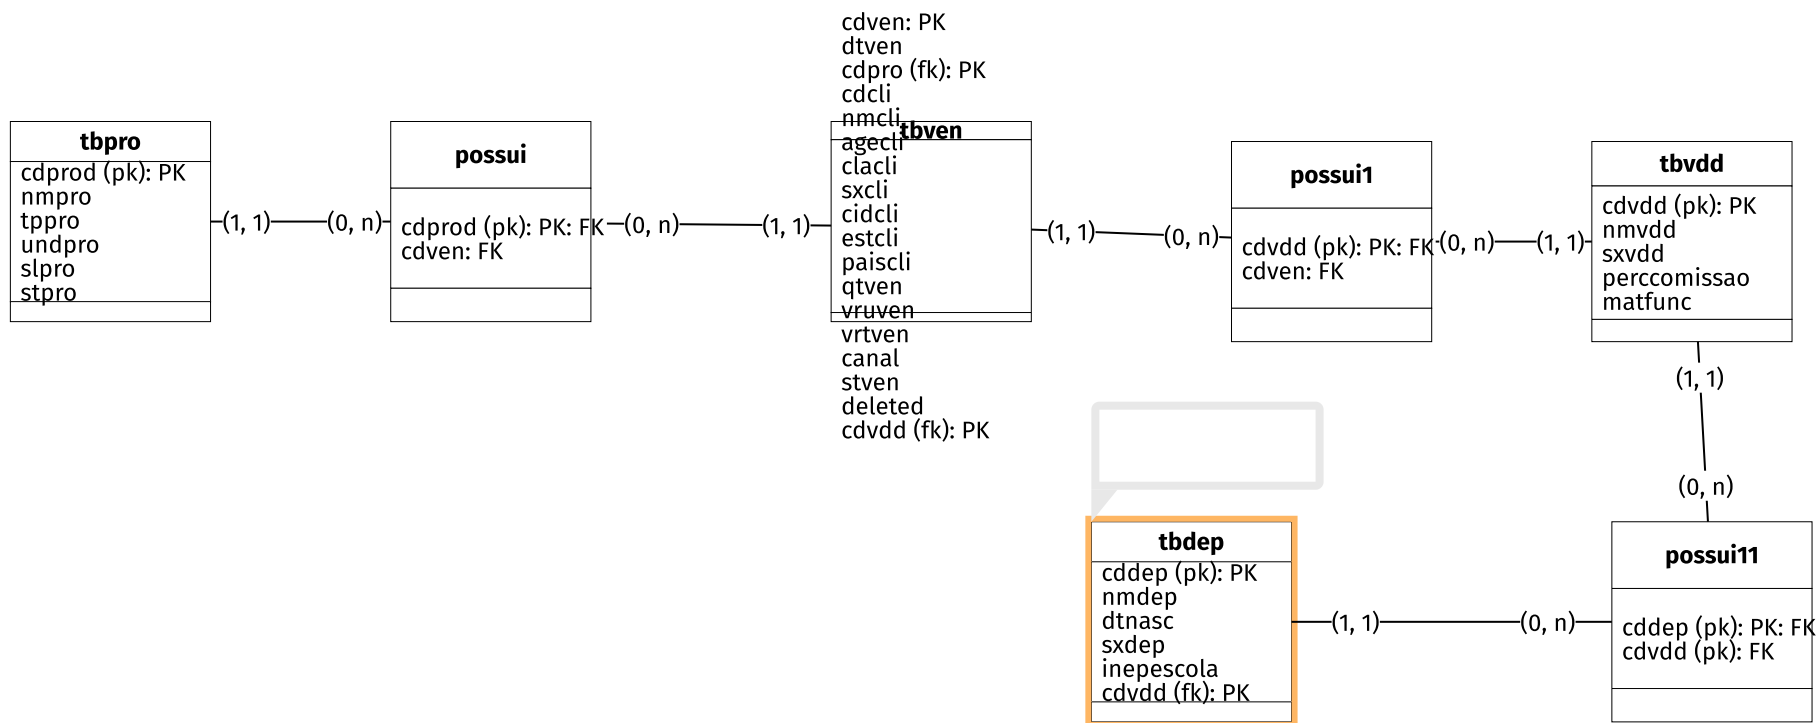 tbpro
cdprod (pk): PK
nmpro
tppro
undpro
slpro
stpro
(1, 1)
(0, n)
possui
cdprod (pk): PK: FK
cdven: FK
(0, n)
(1, 1)
tbven
cdven: PK
dtven
cdpro (fk): PK
cdcli
nmcli
agecli
clacli
sxcli
cidcli
estcli
paiscli
qtven
vruven
vrtven
canal
stven
deleted
cdvdd (fk): PK
(1, 1)
(0, n)
possui1
cdvdd (pk): PK: FK
cdven: FK
(0, n)
(1, 1)
tbvdd
cdvdd (pk): PK
nmvdd
sxvdd
perccomissao
matfunc
(1, 1)
(0, n)
tbdep
cddep (pk): PK
nmdep
dtnasc
sxdep
inepescola
cdvdd (fk): PK
(1, 1)
(0, n)
possui11
cddep (pk): PK: FK
cdvdd (pk): FK